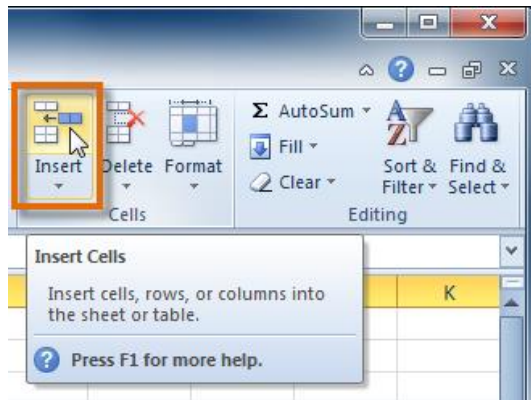 Σ AutoSum
Fill
Clear
Insert
Delete
Format
Sort &
Filter
Find &
Select
Cells
Editing
Insert Cells
Insert cells, rows, or columns into
the sheet or table.
? Press F1 for more help.
K